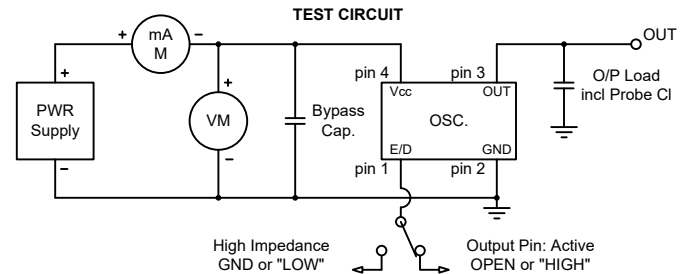 TEST CIRCUIT
+ mA M −
OUT
+
PWR Supply
−
+
VM
−
Bypass
Cap.
pin 4 pin 3
Vcc OUT
OSC.
E/D GND
pin 1 pin 2
O/P Load
incl Probe Cl
High Impedance
GND or "LOW"
Output Pin: Active
OPEN or "HIGH"